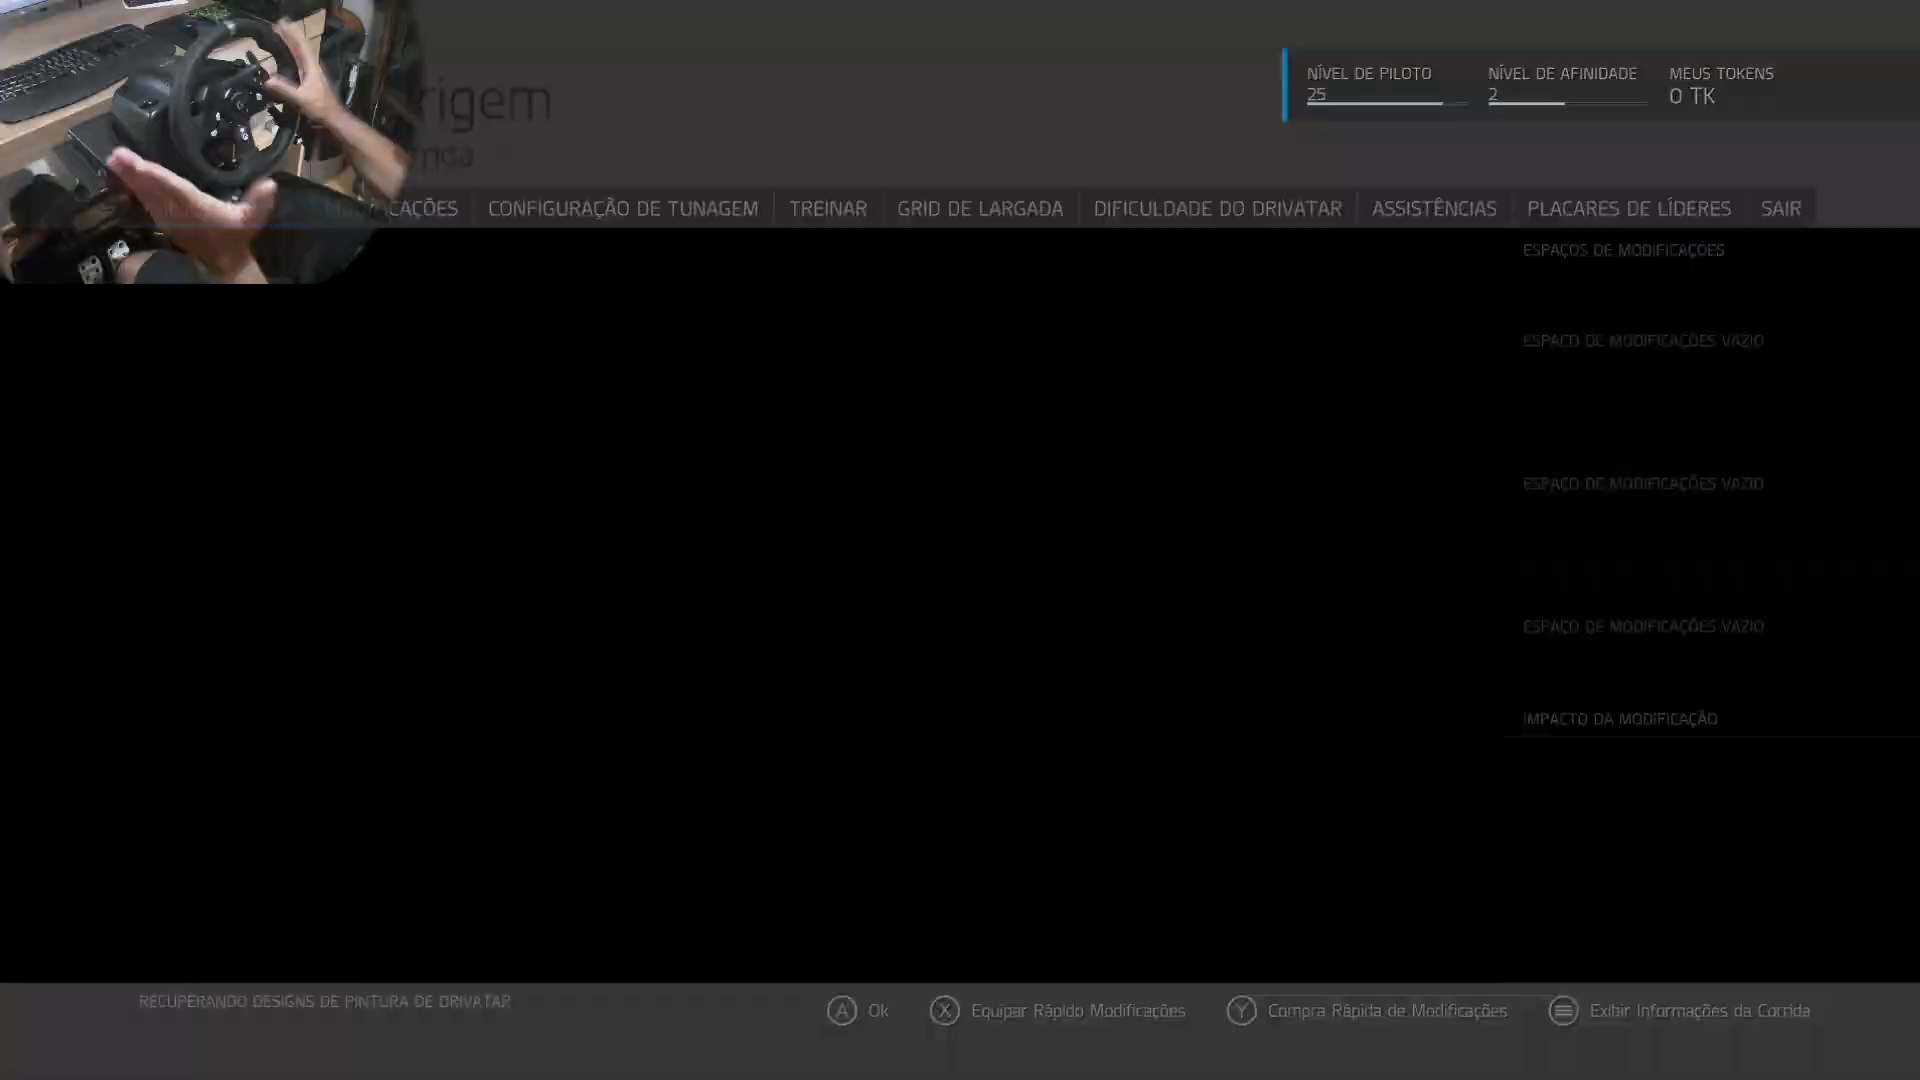 rigem
NÍVEL DE PILOTO
25
NÍVEL DE AFINIDADE
2
MEUS TOKENS
0 TK
CAÇÕES
CONFIGURAÇÃO DE TUNAGEM
TREINAR
GRID DE LARGADA
DIFICULDADE DO DRIVATAR
ASSISTÊNCIAS
PLACARES DE LÍDERES
SAIR
ESPAÇOS DE MODIFICAÇÕES
ESPAÇO DE MODIFICAÇÕES VAZIO
ESPAÇO DE MODIFICAÇÕES VAZIO
ESPAÇO DE MODIFICAÇÕES VAZIO
IMPACTO DA MODIFICAÇÃO
RECUPERANDO DESIGNS DE PINTURA DE DRIVATAR
A Ok
X Equipar Rápido Modificações
Y Compra Rápida de Modificações
Exibir Informações da Corrida